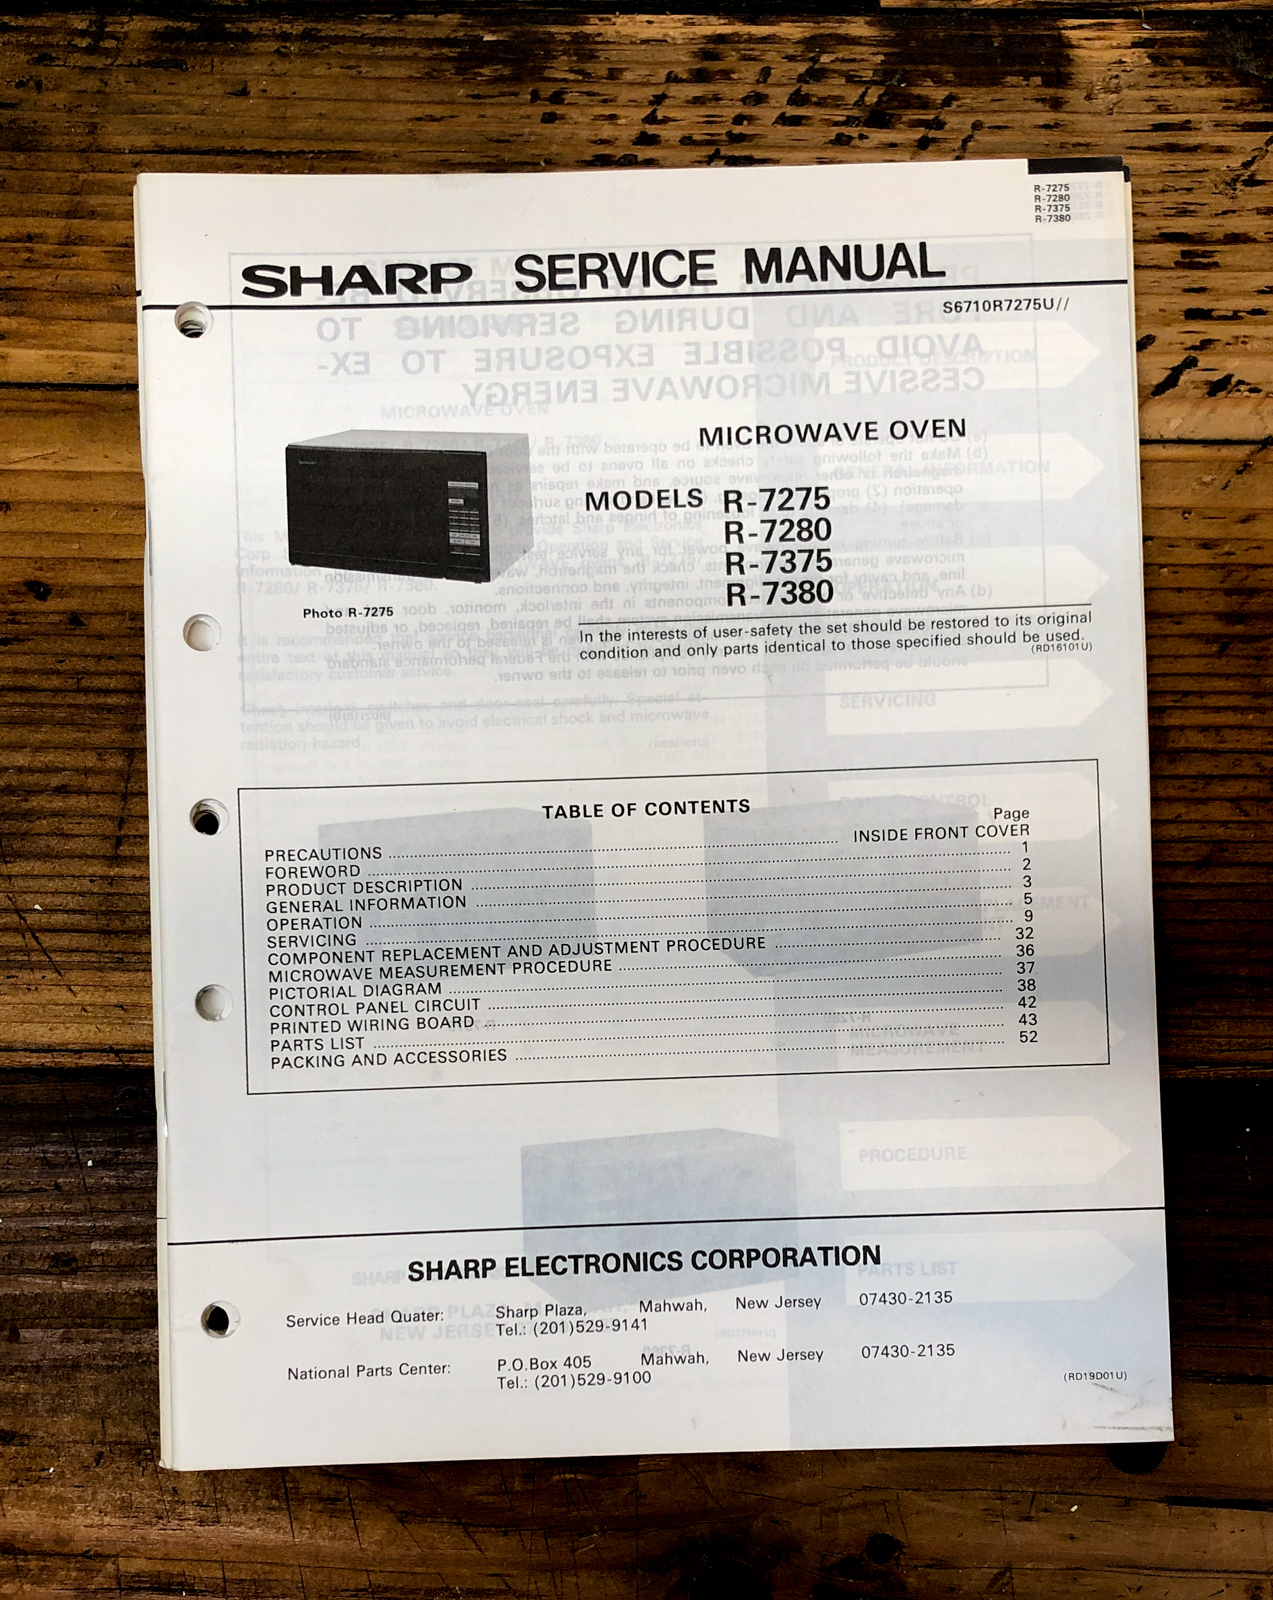 R-7275
R-7280
R-7375
R-7380
SHARP SERVICE MANUAL
S6710R7275U//
MICROWAVE OVEN
MODELS R-7275
R-7280
R-7375
R-7380
Photo R-7275
In the interests of user-safety the set should be restored to its original
condition and only parts identical to those specified should be used.
(RD16101U)
TABLE OF CONTENTS
Page
PRECAUTIONS INSIDE FRONT COVER
FOREWORD 1
PRODUCT DESCRIPTION 2
GENERAL INFORMATION 3
OPERATION 5
SERVICING 9
COMPONENT REPLACEMENT AND ADJUSTMENT PROCEDURE 32
MICROWAVE MEASUREMENT PROCEDURE 36
PICTORIAL DIAGRAM 37
CONTROL PANEL CIRCUIT 38
PRINTED WIRING BOARD 42
PARTS LIST 43
PACKING AND ACCESSORIES 52
SHARP ELECTRONICS CORPORATION
Service Head Quater: Sharp Plaza, Mahwah, New Jersey 07430-2135
Tel.: (201)529-9141
National Parts Center: P.O.Box 405 Mahwah, New Jersey 07430-2135
Tel.: (201)529-9100
(RD19D01U)